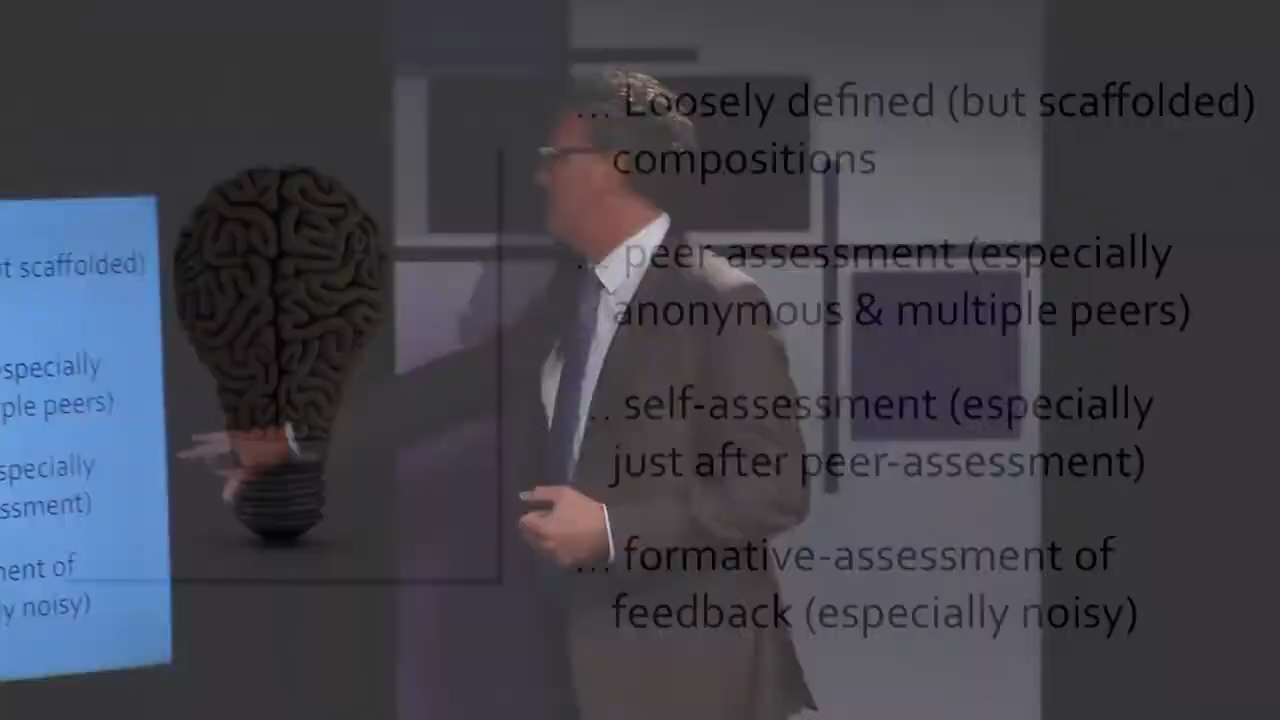 ... Loosely defined (but scaffolded)
compositions
... peer-assessment (especially
anonymous & multiple peers)
... self-assessment (especially
just after peer-assessment)
... formative-assessment of
feedback (especially noisy)
t scaffolded)
specially
ple peers)
specially
ssment)
nent of
y noisy)